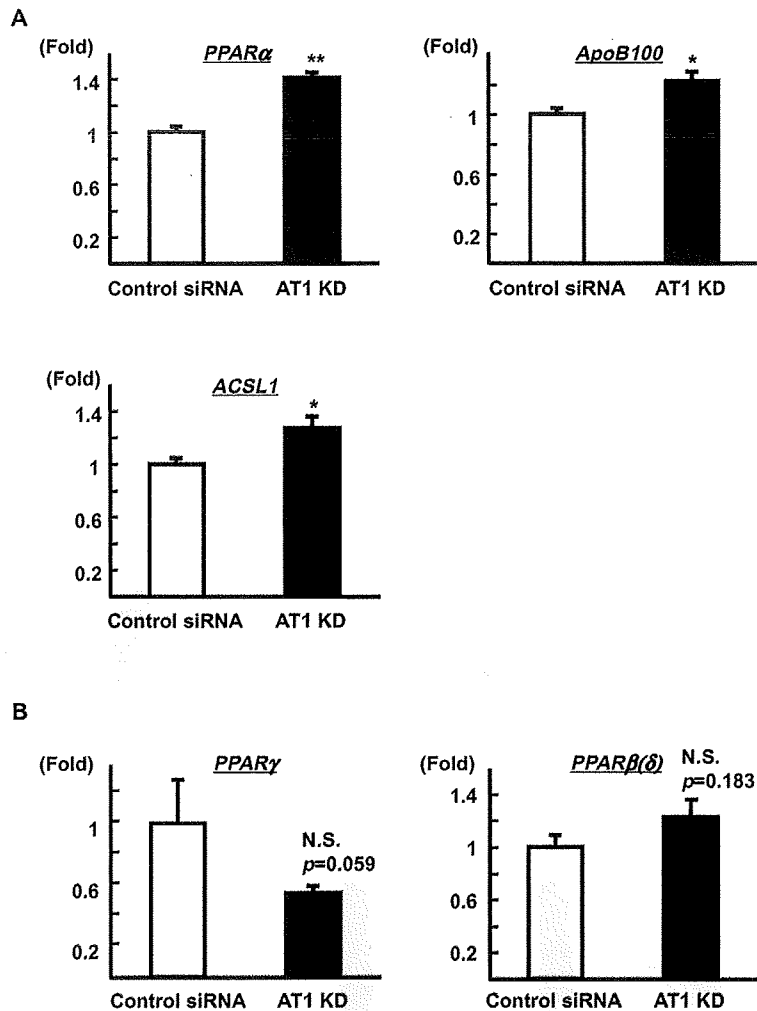 A
(Fold)
PPARα
**
1.4
1
0.6
0.2
Control siRNA AT1 KD
(Fold)
ApoB100
*
1
0.6
0.2
Control siRNA AT1 KD
(Fold)
ACSL1
*
1.4
1
0.6
0.2
Control siRNA AT1 KD
B
(Fold)
PPARγ
1
N.S.
p=0.059
0.6
0.2
Control siRNA AT1 KD
(Fold)
PPARβ(δ)
N.S.
p=0.183
1.4
1
0.6
0.2
Control siRNA AT1 KD